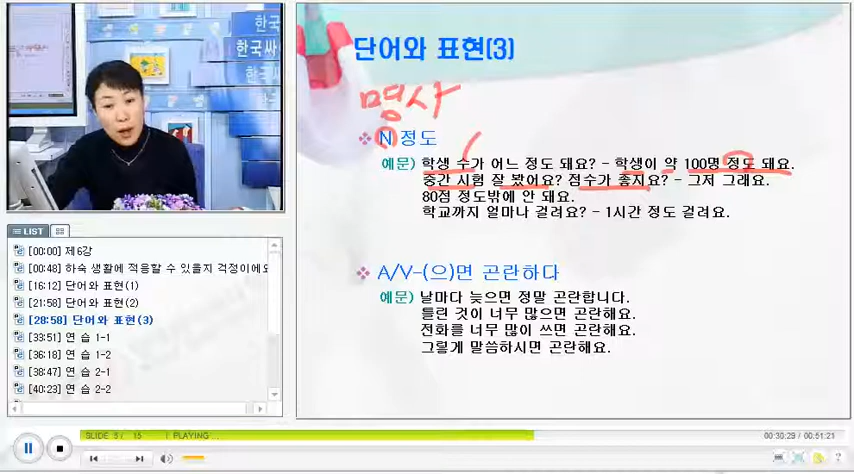 한국
한국싸
한국
한국
단어와 표현(3)
명사
N 정도
예문) 학생 수가 어느 정도 돼요? - 학생이 약 100명 정도 돼요.
중간 시험 잘 봤어요? 점수가 좋지요? - 그저 그래요.
80점 정도밖에 안 돼요.
학교까지 얼마나 걸려요? - 1시간 정도 걸려요.
A/V-(으)면 곤란하다
예문) 날마다 늦으면 정말 곤란합니다.
틀린 것이 너무 많으면 곤란해요.
전화를 너무 많이 쓰면 곤란해요.
그렇게 말씀하시면 곤란해요.
LIST
[00:00] 제6강
[00:48] 하숙 생활에 적응할 수 있을지 걱정이에요
[16:12] 단어와 표현(1)
[21:58] 단어와 표현(2)
[28:58] 단어와 표현(3)
[33:51] 연 습 1-1
[36:18] 연 습 1-2
[38:47] 연 습 2-1
[40:23] 연 습 2-2
SLIDE 5 / 15 [ PLAYING... ]
00:30:29 / 00:51:21